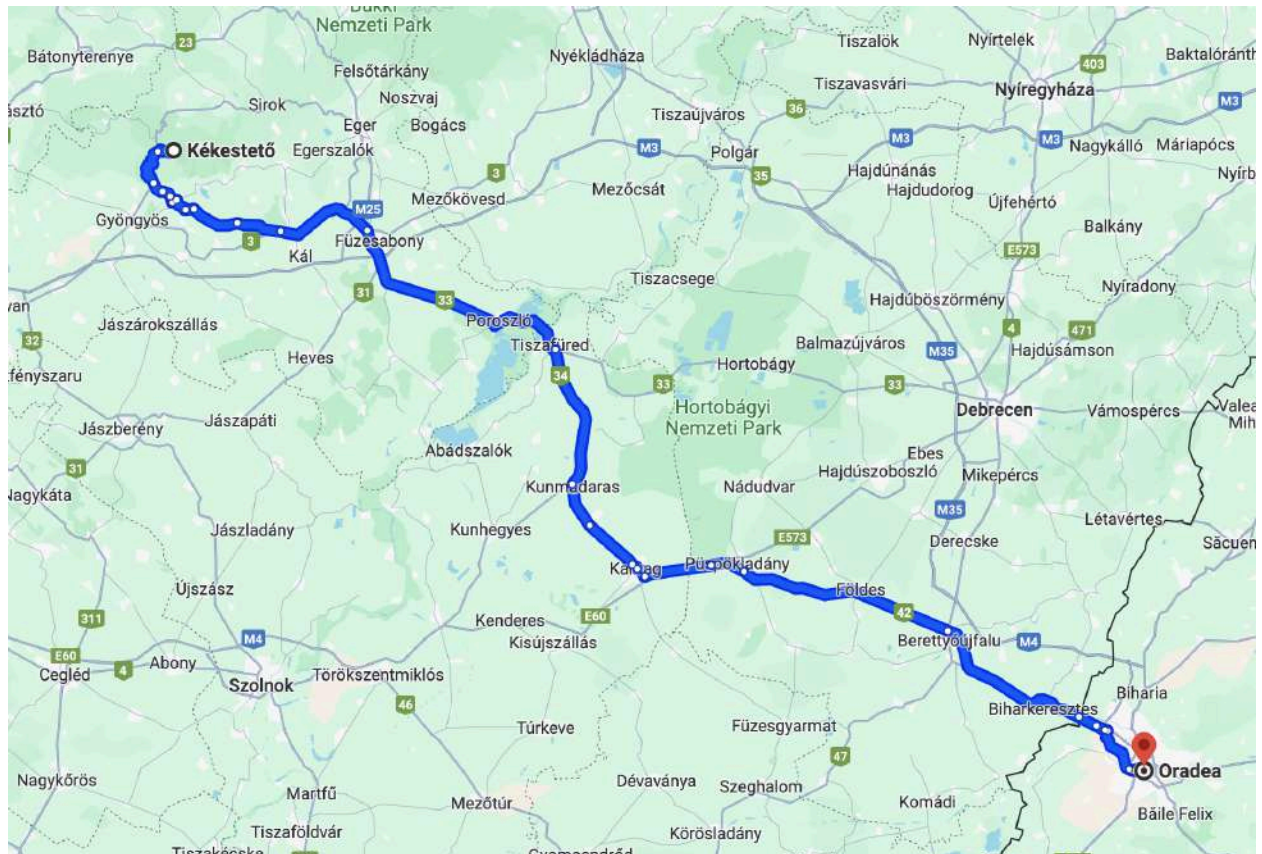 Bükki
Nemzeti Park
23
Bátonyterenye
Felsőtárkány
Nyékládháza
Tiszalök
Nyírtelek
403
Baktalóránth
Noszvaj
Tiszavasvári
Nyíregyháza
M3
Sirok
36
Tiszaújváros
Eger
Bogács
M3
M3
Nagykálló
Máriapócs
Kékestető
Egerszalók
M3
Polgár
3
35
Hajdúnánás
Hajdudorog
Nyírb
Mezőcsát
Mezőkövesd
M25
Újfehértó
Gyöngyös
Balkány
3
Kál
Füzesabony
E573
Tiszacsege
Nyíradony
31
33
Hajdúböszörmény
Jászárokszállás
Poroszló
4
471
32
Tiszafüred
Balmazújváros
M35
Hajdúsámson
Heves
Hortobágy
fényszaru
34
33
33
Debrecen
Vámospércs
Valea
Mih
Hortobágyi
Nemzeti Park
Jászapáti
Jászberény
Abádszalók
Ebes
31
Hajdúszoboszló
Mikepércs
Nagykáta
Kunmadaras
Nádudvar
M35
Létavértes
Jászladány
Kunhegyes
E573
Derecske
Săcuen
Karcag
Püspökladány
Újszász
Földes
311
E60
42
Kenderes
Berettyóújfalu
M4
M4
Kisújszállás
E60
4
Abony
Cegléd
Szolnok
Törökszentmiklós
Biharia
46
Biharkeresztes
Túrkeve
Füzesgyarmat
47
Oradea
Nagykőrös
Dévaványa
Szeghalom
Martfű
Mezőtúr
Komádi
Băile Felix
Tiszaföldvár
Körösladány
Tiszakécske
Gyomaendrőd